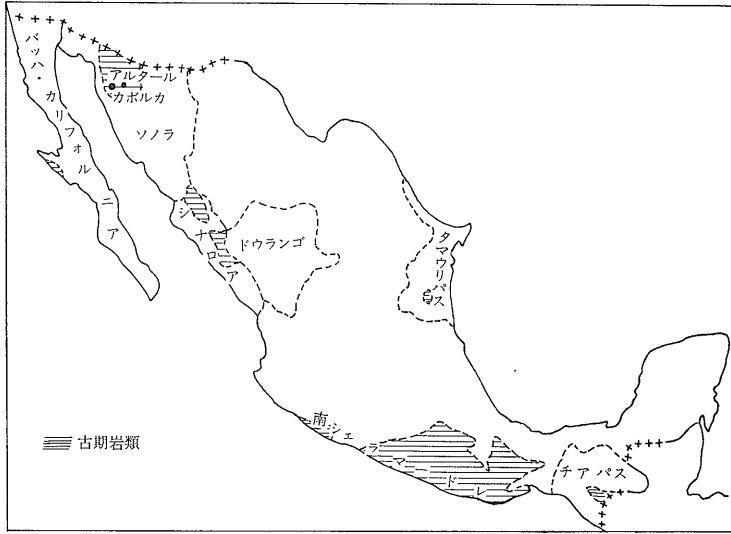 バッハ・カリフォルニア
アルタール
カボルカ
ソノラ
シナロア
ドウランゴ
タマウリパス
南シェラマードレ
チアパス
古期岩類